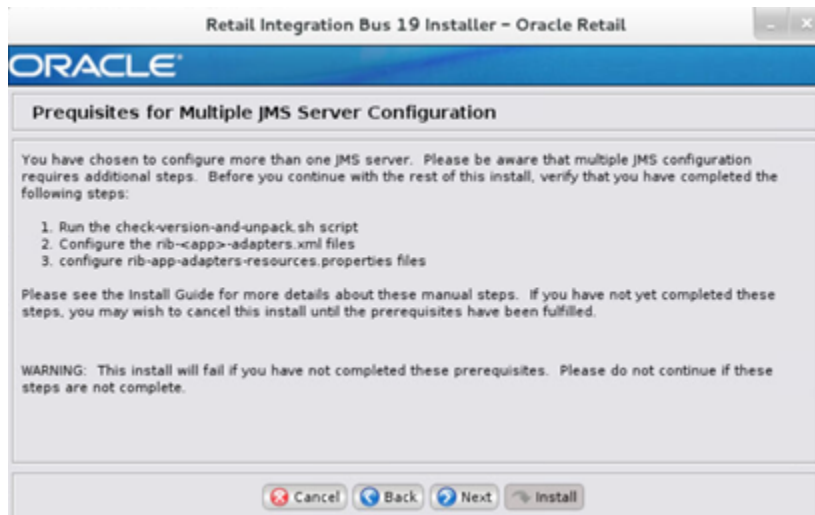 Retail Integration Bus 19 Installer – Oracle Retail
ORACLE
Prequisites for Multiple JMS Server Configuration
You have chosen to configure more than one JMS server. Please be aware that multiple JMS configuration
requires additional steps. Before you continue with the rest of this install, verify that you have completed the
following steps:
1. Run the check-version-and-unpack.sh script
2. Configure the rib-<app>-adapters.xml files
3. configure rib-app-adapters-resources.properties files
Please see the Install Guide for more details about these manual steps. If you have not yet completed these
steps, you may wish to cancel this install until the prerequisites have been fulfilled.
WARNING: This install will fail if you have not completed these prerequisites. Please do not continue if these
steps are not complete.
Cancel Back Next Install